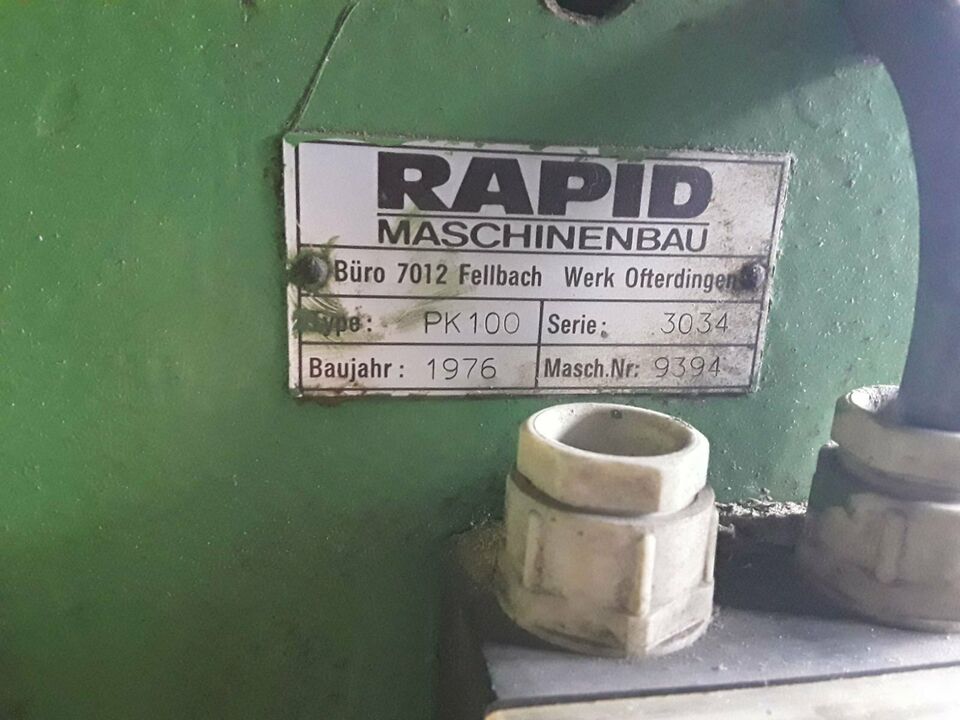 RAPID
MASCHINENBAU
Büro 7012 Fellbach Werk Ofterdingen
Type: PK100 Serie: 3034
Baujahr: 1976 Masch.Nr: 9394